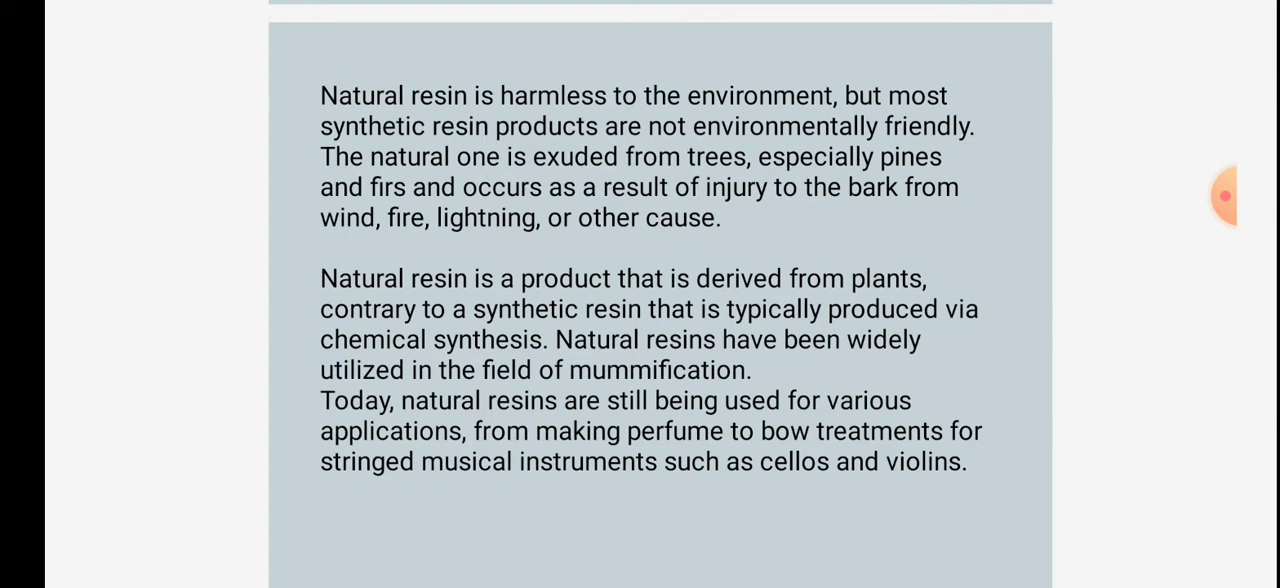 Natural resin is harmless to the environment, but most
synthetic resin products are not environmentally friendly.
The natural one is exuded from trees, especially pines
and firs and occurs as a result of injury to the bark from
wind, fire, lightning, or other cause.
Natural resin is a product that is derived from plants,
contrary to a synthetic resin that is typically produced via
chemical synthesis. Natural resins have been widely
utilized in the field of mummification.
Today, natural resins are still being used for various
applications, from making perfume to bow treatments for
stringed musical instruments such as cellos and violins.